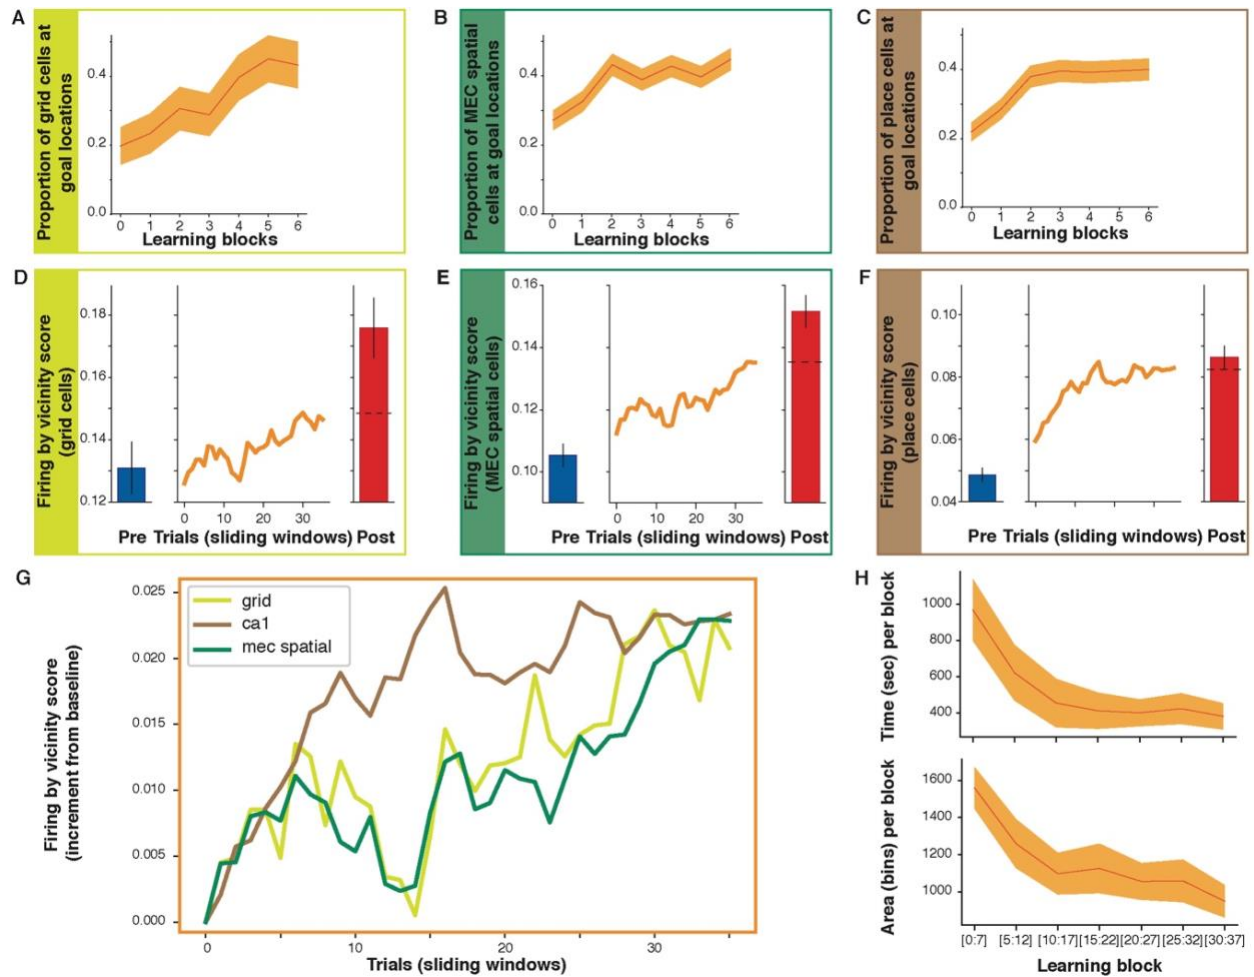 A
Proportion of grid cells at
goal locations
0.4
0.2
0.0
0 1 2 3 4 5 6
Learning blocks
B
Proportion of MEC spatial
cells at goal locations
0.4
0.2
0.0
0 1 2 3 4 5 6
Learning blocks
C
Proportion of place cells at
goal locations
0.4
0.2
0.0
0 1 2 3 4 5 6
Learning blocks
D
Firing by vicinity score
(grid cells)
0.18
0.16
0.14
0.12
0 10 20 30
Pre Trials (sliding windows) Post
E
Firing by vicinity score
(MEC spatial cells)
0.16
0.14
0.12
0.10
0 10 20 30
Pre Trials (sliding windows) Post
F
Firing by vicinity score
(place cells)
0.10
0.08
0.06
0.04
Pre Trials (sliding windows) Post
G
Firing by vicinity score
(increment from baseline)
0.025
0.020
0.015
0.010
0.005
0.000
grid
ca1
mec spatial
0 10 20 30
Trials (sliding windows)
H
Time (sec) per block
1000
800
600
400
Area (bins) per block
1600
1400
1200
1000
[0:7] [5:12] [10:17] [15:22] [20:27] [25:32] [30:37]
Learning block